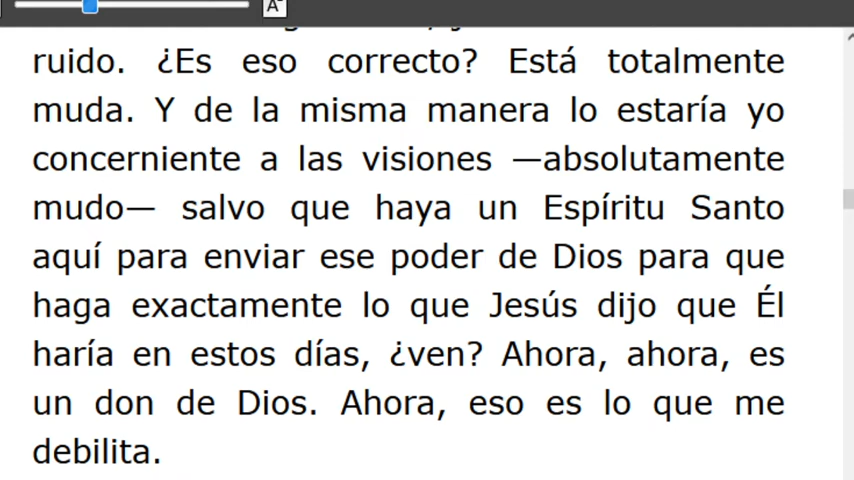 A
ruido. ¿Es eso correcto? Está totalmente
muda. Y de la misma manera lo estaría yo
concerniente a las visiones —absolutamente
mudo— salvo que haya un Espíritu Santo
aquí para enviar ese poder de Dios para que
haga exactamente lo que Jesús dijo que Él
haría en estos días, ¿ven? Ahora, ahora, es
un don de Dios. Ahora, eso es lo que me
debilita.